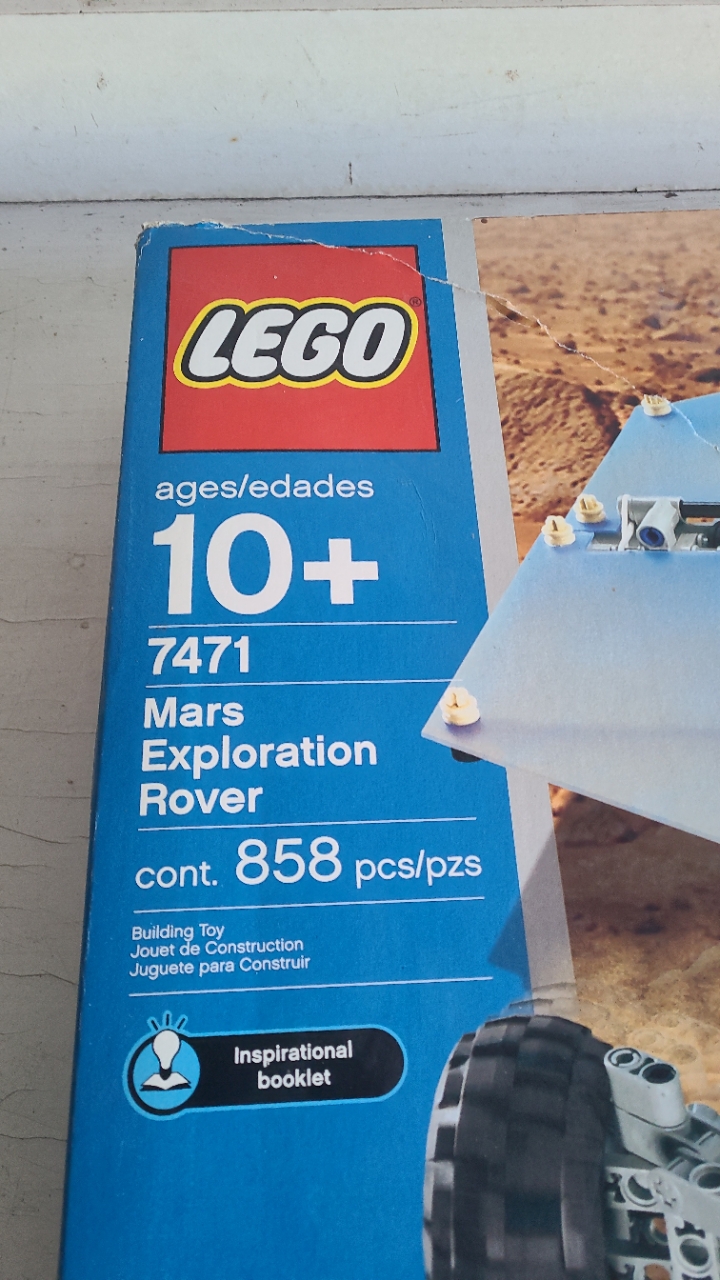 LEGO®
ages/edades
10+
7471
Mars
Exploration
Rover
cont. 858 pcs/pzs
Building Toy
Jouet de Construction
Juguete para Construir
Inspirational
booklet